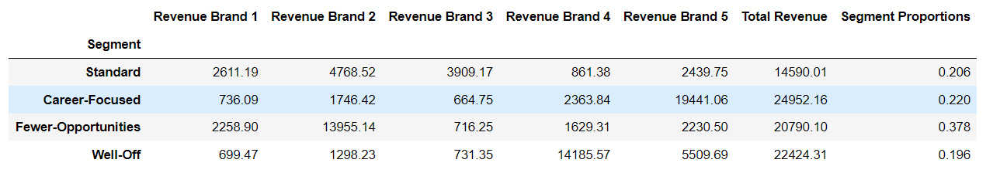 Revenue Brand 1 Revenue Brand 2 Revenue Brand 3 Revenue Brand 4 Revenue Brand 5 Total Revenue Segment Proportions
Segment
Standard 2611.19 4768.52 3909.17 861.38 2439.75 14590.01 0.206
Career-Focused 736.09 1746.42 664.75 2363.84 19441.06 24952.16 0.220
Fewer-Opportunities 2258.90 13955.14 716.25 1629.31 2230.50 20790.10 0.378
Well-Off 699.47 1298.23 731.35 14185.57 5509.69 22424.31 0.196